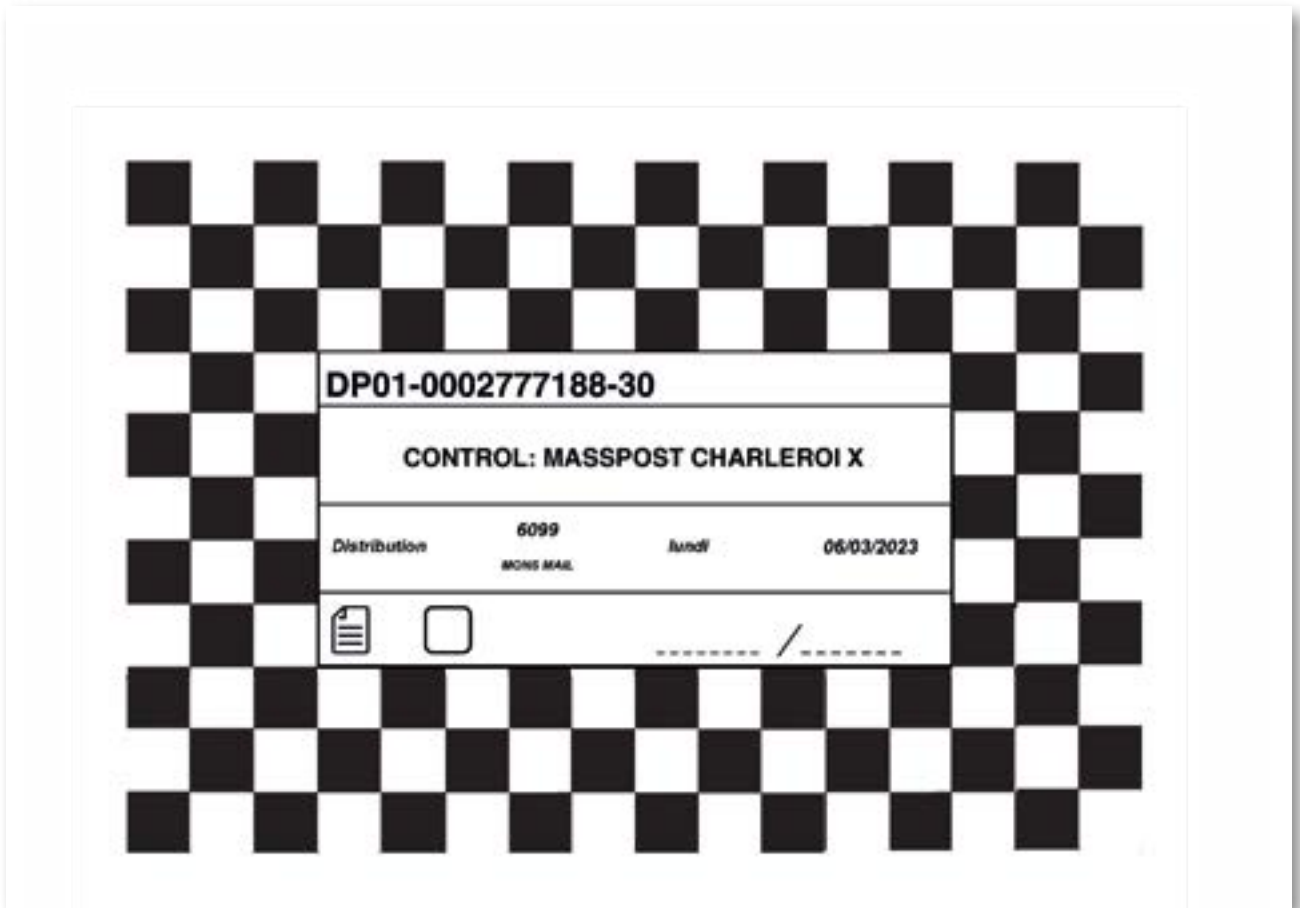 DP01-0002777188-30
CONTROL: MASSPOST CHARLEROI X
Distribution 6099 lundi 06/03/2023
MONS MAIL
-------- / -------